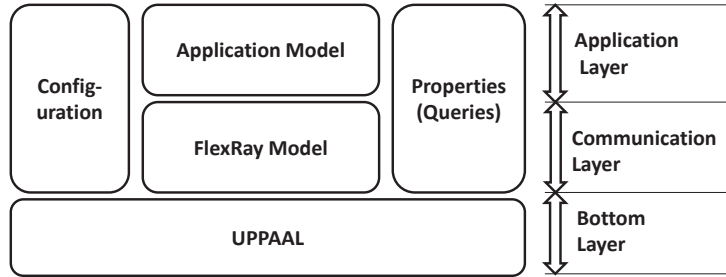 Config-
uration
Application Model
FlexRay Model
Properties
(Queries)
UPPAAL
Application
Layer
Communication
Layer
Bottom
Layer